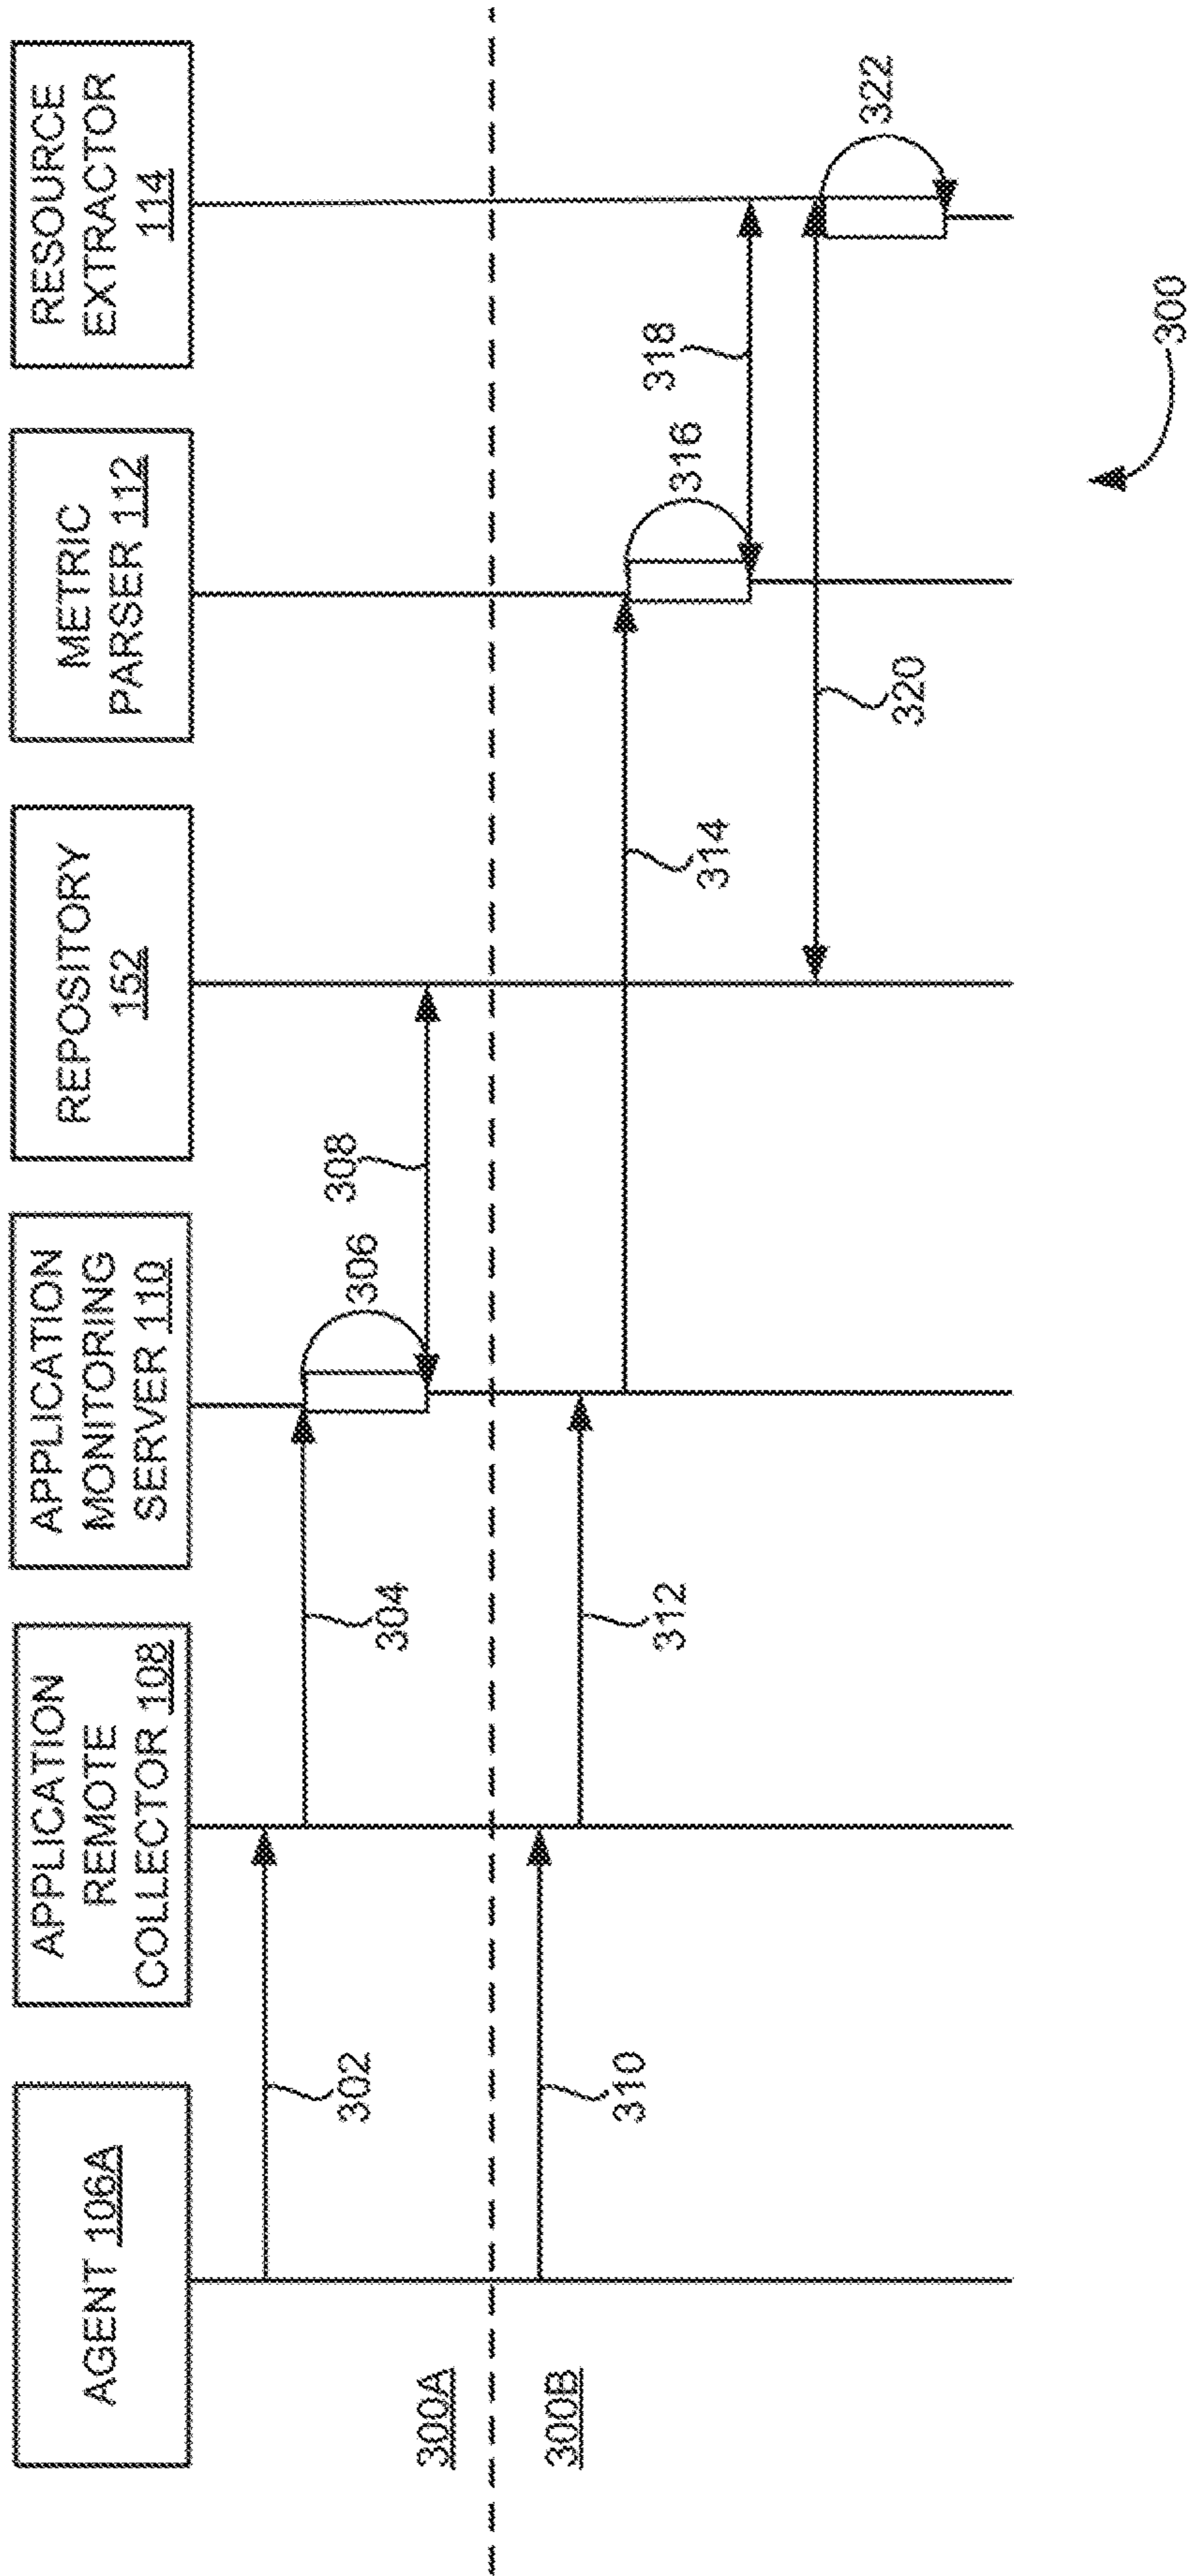 AGENT 106A
APPLICATION
REMOTE
COLLECTOR 108
APPLICATION
MONITORING
SERVER 110
REPOSITORY
152
METRIC
PARSER 112
RESOURCE
EXTRACTOR
114
302
304
306
308
300A
300B
310
312
314
316
318
320
322
300